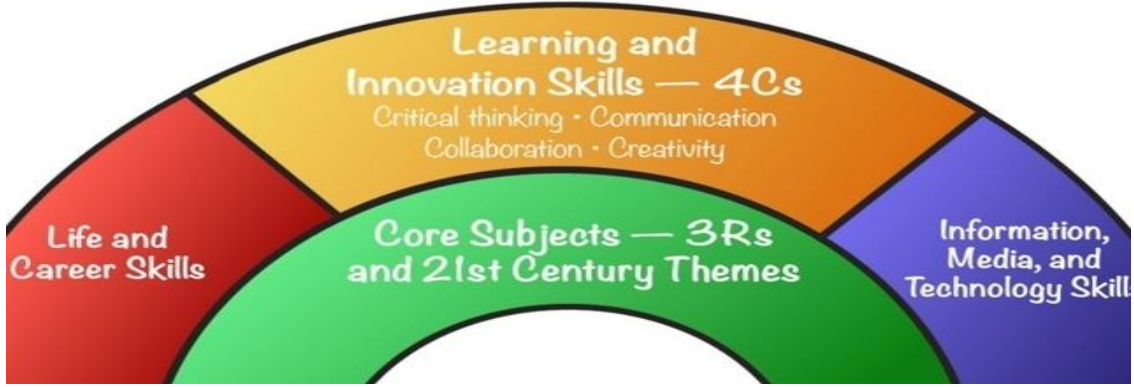 Learning and
Innovation Skills — 4Cs
Critical thinking · Communication
Collaboration · Creativity
Life and
Career Skills
Core Subjects — 3Rs
and 21st Century Themes
Information,
Media, and
Technology Skill